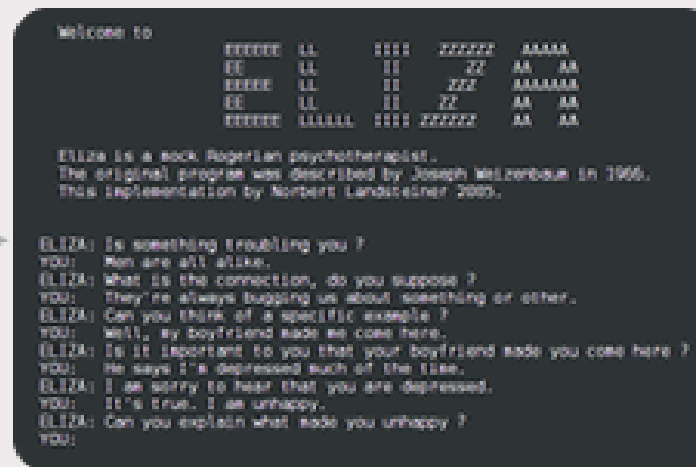 Welcome to
EEEEEE LL IIII ZZZZZZ AAAAA
EE LL II ZZ AA AA
EEEEE LL II ZZZ AAAAAAA
EE LL II ZZ AA AA
EEEEEE LLLLLL IIII ZZZZZZ AA AA
Eliza is a mock Rogerian psychotherapist.
The original program was described by Joseph Weizenbaum in 1966.
This implementation by Norbert Landsteiner 2005.
ELIZA: Is something troubling you ?
YOU: Men are all alike.
ELIZA: What is the connection, do you suppose ?
YOU: They're always bugging us about something or other.
ELIZA: Can you think of a specific example ?
YOU: Well, my boyfriend made me come here.
ELIZA: Is it important to you that your boyfriend made you come here ?
YOU: He says I'm depressed much of the time.
ELIZA: I am sorry to hear that you are depressed.
YOU: It's true. I am unhappy.
ELIZA: Can you explain what made you unhappy ?
YOU: